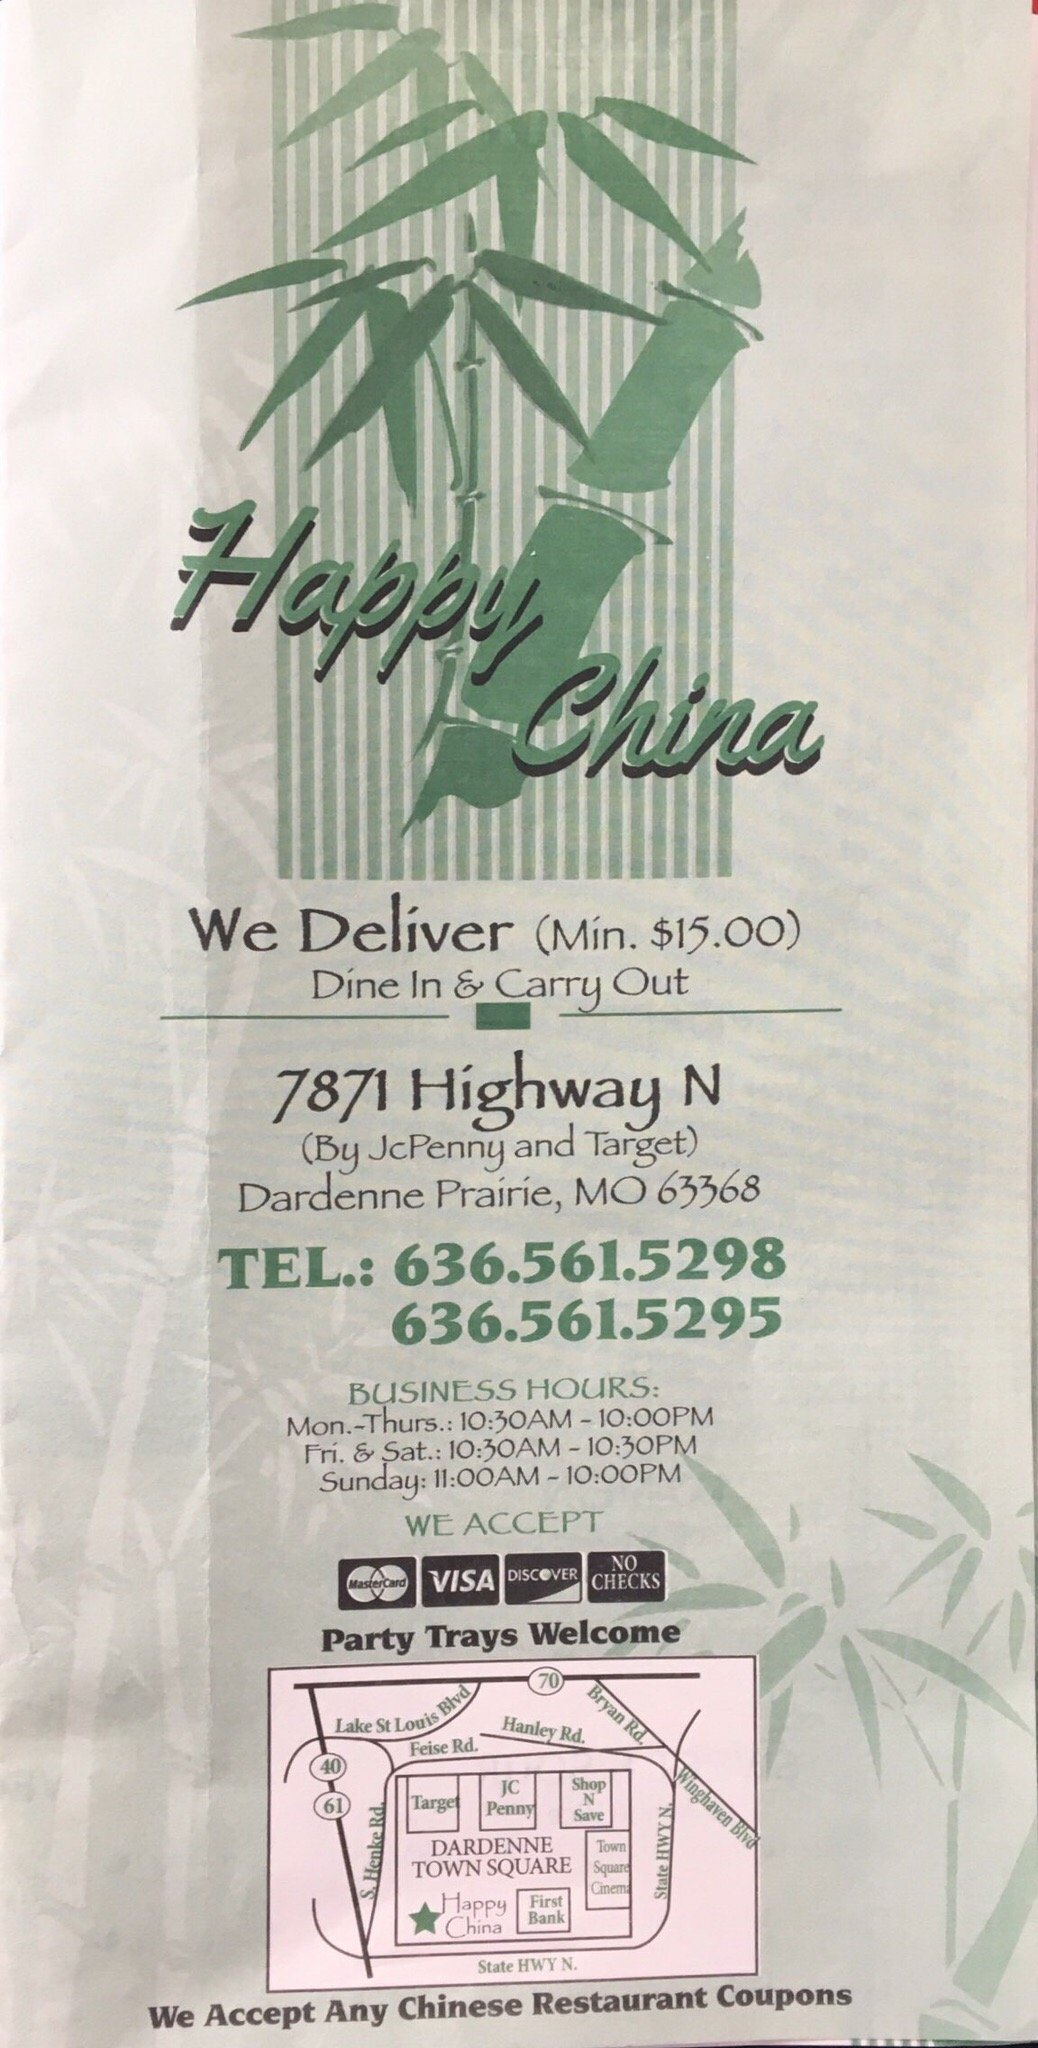 Happy
China
We Deliver (Min. $15.00)
Dine In & Carry Out
7871 Highway N
(By JcPenny and Target)
Dardenne Prairie, MO 63368
TEL.: 636.561.5298
636.561.5295
BUSINESS HOURS:
Mon.-Thurs.: 10:30AM - 10:00PM
Fri. & Sat.: 10:30AM - 10:30PM
Sunday: 11:00AM - 10:00PM
WE ACCEPT
MasterCard VISA DISCOVER NO CHECKS
Party Trays Welcome
70
Lake St Louis Blvd
Bryan Rd.
Hanley Rd.
Feise Rd.
40
61
S. Henke Rd.
Target
JC
Penny
Shop
N
Save
Winghaven Blvd
State HWY N.
DARDENNE
TOWN SQUARE
Town
Square
Cinema
Happy
China
First
Bank
State HWY N.
We Accept Any Chinese Restaurant Coupons